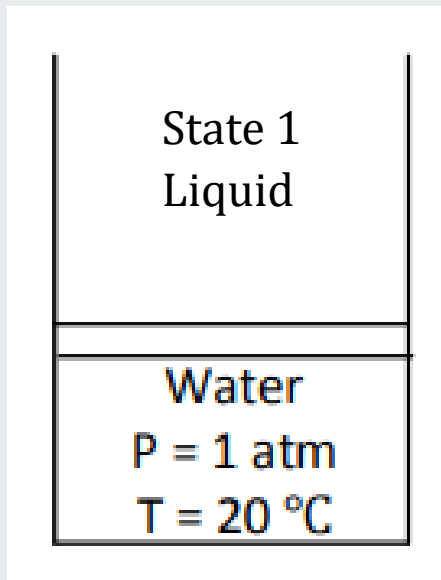 State 1
Liquid
Water
P = 1 atm
T = 20 °C